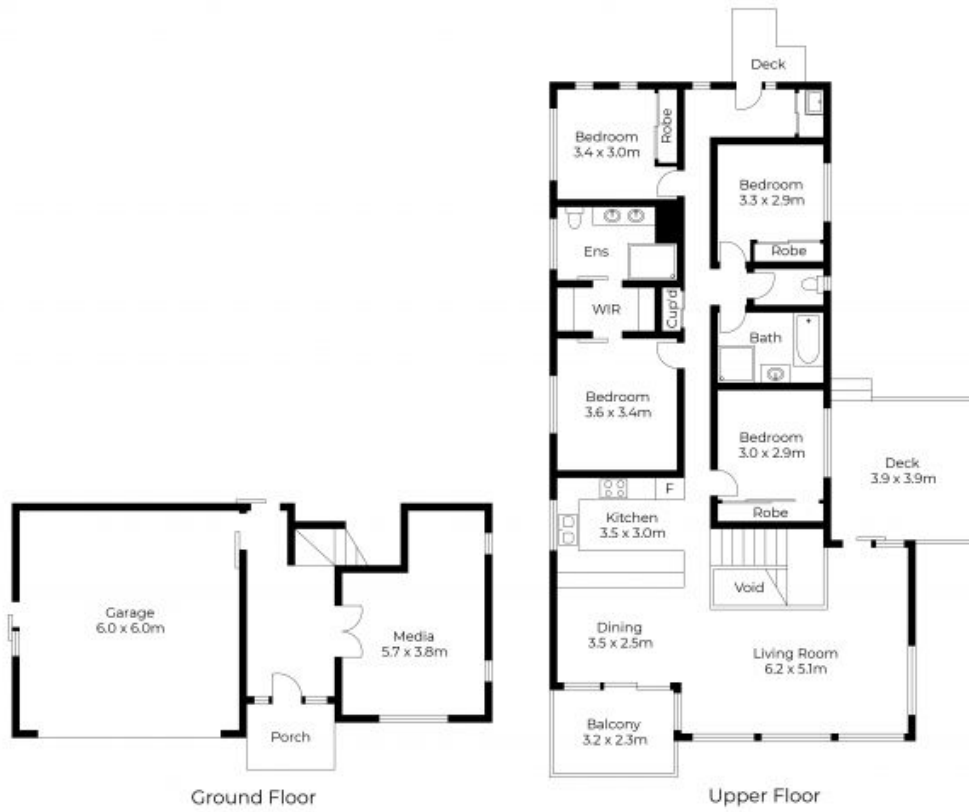 Garage
6.0 x 6.0m
Media
5.7 x 3.8m
Porch
Ground Floor
Deck
Bedroom
3.4 x 3.0m
Robe
Bedroom
3.3 x 2.9m
Robe
Ens
WIR
Cup'd
Bath
Bedroom
3.6 x 3.4m
Bedroom
3.0 x 2.9m
Robe
Deck
3.9 x 3.9m
F
Kitchen
3.5 x 3.0m
Void
Dining
3.5 x 2.5m
Living Room
6.2 x 5.1m
Balcony
3.2 x 2.3m
Upper Floor